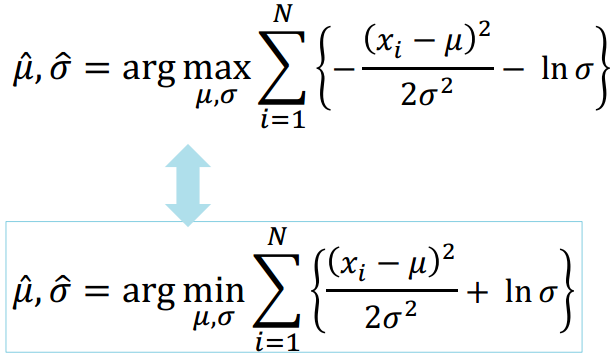 μ̂, σ̂ = arg max_{μ,σ} ∑_{i=1}^{N} {−(x_i − μ)²/2σ² − ln σ}
μ̂, σ̂ = arg min_{μ,σ} ∑_{i=1}^{N} {(x_i − μ)²/2σ² + ln σ}